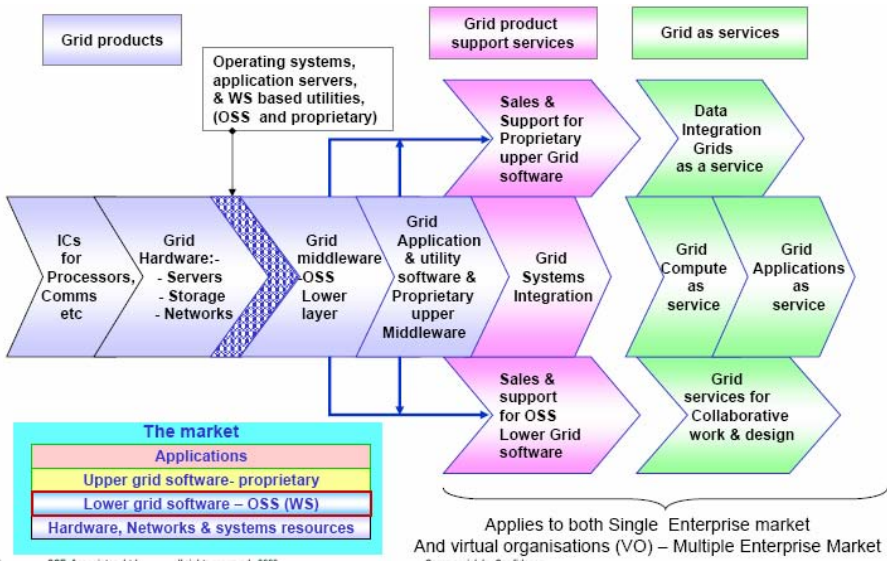 Grid products
Grid product
support services
Grid as services
Operating systems,
application servers,
& WS based utilities,
(OSS and proprietary)
Sales &
Support for
Proprietary
upper Grid
software
Data
Integration
Grids
as a service
ICs
for
Processors,
Comms
etc
Grid
Hardware:-
- Servers
- Storage
- Networks
Grid
middleware
-OSS
Lower
layer
Grid
Application
& utility
software &
Proprietary
upper
Middleware
Grid
Systems
Integration
Grid
Compute
as
service
Grid
Applications
as
service
Sales &
support
for OSS
Lower Grid
software
Grid
services for
Collaborative
work & design
The market
Applications
Upper grid software- proprietary
Lower grid software – OSS (WS)
Hardware, Networks & systems resources
Applies to both Single Enterprise market
And virtual organisations (VO) – Multiple Enterprise Market